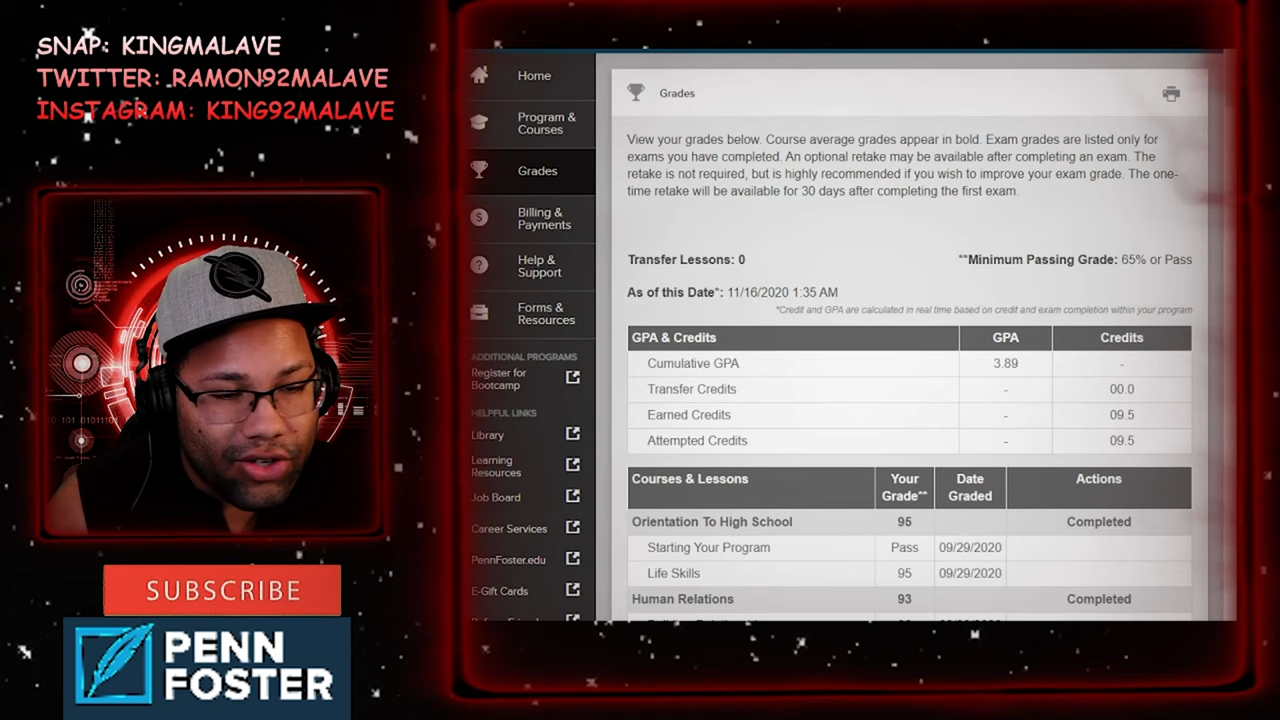 SNAP: KINGMALAVE
TWITTER: RAMON92MALAVE
INSTAGRAM: KING92MALAVE
SUBSCRIBE
PENN
FOSTER
Home
Program &
Courses
Grades
Billing &
Payments
Help &
Support
Forms &
Resources
ADDITIONAL PROGRAMS
Register for
Bootcamp
HELPFUL LINKS
Library
Learning
Resources
Job Board
Career Services
PennFoster.edu
E-Gift Cards
Grades
View your grades below. Course average grades appear in bold. Exam grades are listed only for
exams you have completed. An optional retake may be available after completing an exam. The
retake is not required, but is highly recommended if you wish to improve your exam grade. The one-
time retake will be available for 30 days after completing the first exam.
Transfer Lessons: 0 **Minimum Passing Grade: 65% or Pass
As of this Date*: 11/16/2020 1:35 AM
*Credit and GPA are calculated in real time based on credit and exam completion within your program
GPA & Credits GPA Credits
Cumulative GPA 3.89 -
Transfer Credits - 00.0
Earned Credits - 09.5
Attempted Credits - 09.5
Courses & Lessons Your Grade** Date Graded Actions
Orientation To High School 95 Completed
Starting Your Program Pass 09/29/2020
Life Skills 95 09/29/2020
Human Relations 93 Completed